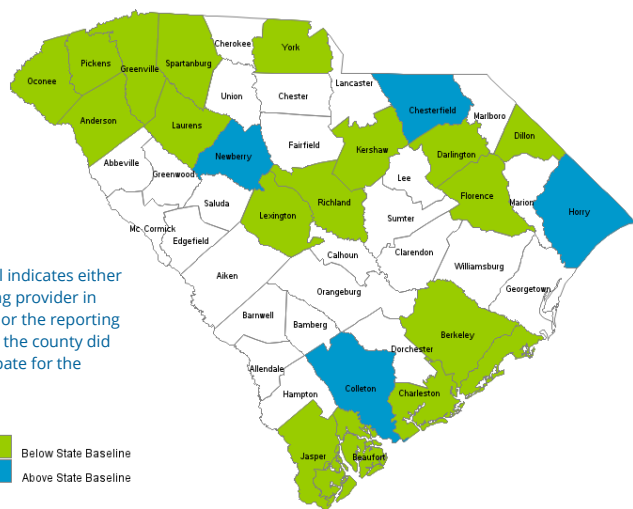 Cherokee
York
Pickens
Greenville
Spartanburg
Oconee
Lancaster
Union
Chester
Chesterfield
Marlboro
Anderson
Laurens
Dillon
Fairfield
Kershaw
Darlington
Abbeville
Newberry
Greenwood
Lee
Florence
Marion
Saluda
Richland
Horry
Lexington
Sumter
Mc Cormick
Edgefield
Calhoun
Clarendon
Williamsburg
Aiken
Georgetown
Orangeburg
l indicates either
ng provider in
or the reporting
the county did
pate for the
Barnwell
Bamberg
Berkeley
Dorchester
Allendale
Colleton
Charleston
Hampton
Jasper
Beaufort
Below State Baseline
Above State Baseline